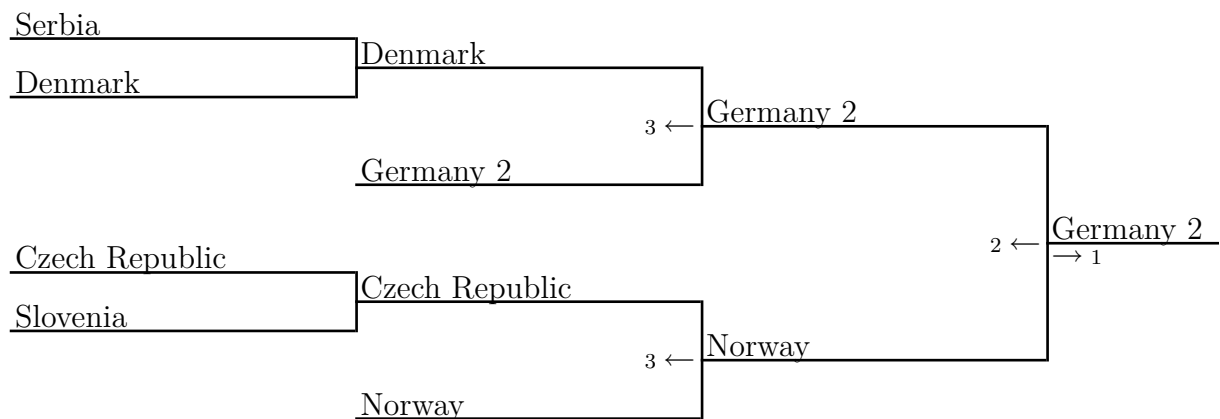 Serbia
Denmark
Denmark
3 ←
Germany 2
Germany 2
2 ←
Germany 2
→ 1
Czech Republic
Czech Republic
Slovenia
3 ←
Norway
Norway